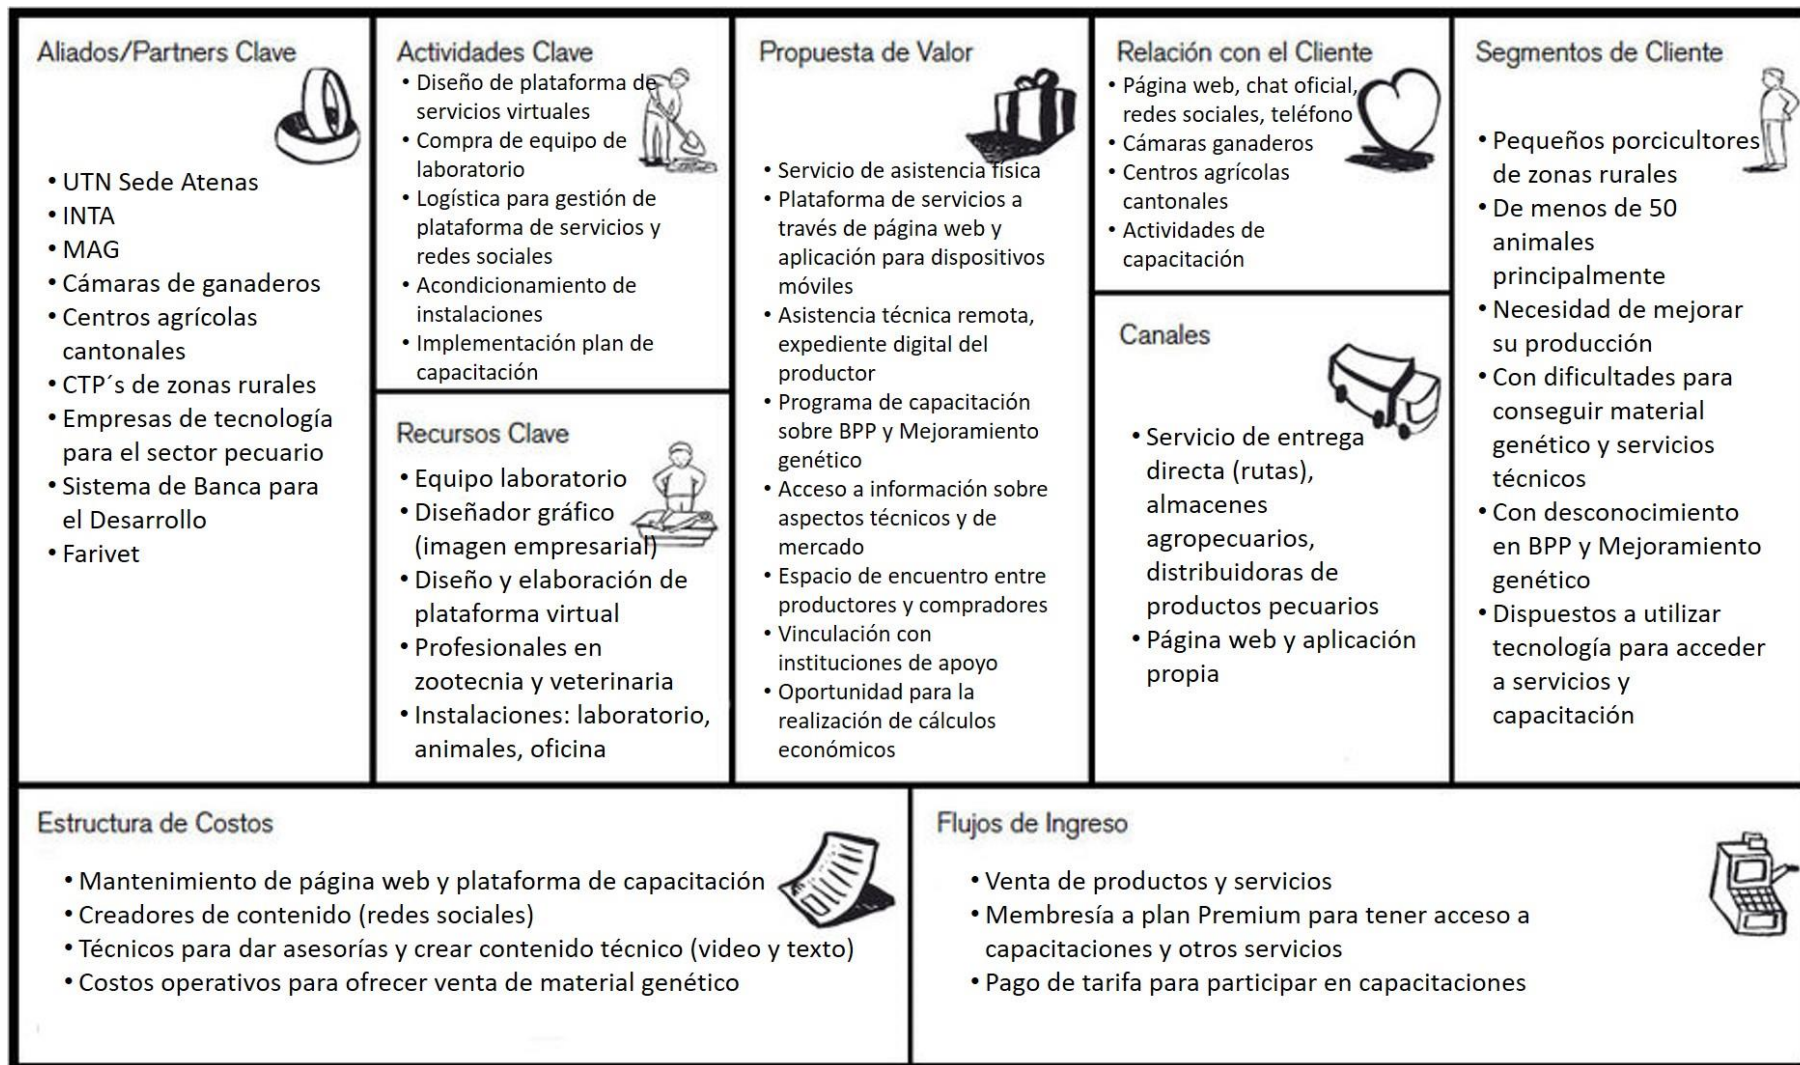 Aliados/Partners Clave
• UTN Sede Atenas
• INTA
• MAG
• Cámaras de ganaderos
• Centros agrícolas
cantonales
• CTP´s de zonas rurales
• Empresas de tecnología
para el sector pecuario
• Sistema de Banca para
el Desarrollo
• Farivet
Actividades Clave
• Diseño de plataforma de
servicios virtuales
• Compra de equipo de
laboratorio
• Logística para gestión de
plataforma de servicios y
redes sociales
• Acondicionamiento de
instalaciones
• Implementación plan de
capacitación
Recursos Clave
• Equipo laboratorio
• Diseñador gráfico
(imagen empresarial)
• Diseño y elaboración de
plataforma virtual
• Profesionales en
zootecnia y veterinaria
• Instalaciones: laboratorio,
animales, oficina
Propuesta de Valor
• Servicio de asistencia física
• Plataforma de servicios a
través de página web y
aplicación para dispositivos
móviles
• Asistencia técnica remota,
expediente digital del
productor
• Programa de capacitación
sobre BPP y Mejoramiento
genético
• Acceso a información sobre
aspectos técnicos y de
mercado
• Espacio de encuentro entre
productores y compradores
• Vinculación con
instituciones de apoyo
• Oportunidad para la
realización de cálculos
económicos
Relación con el Cliente
• Página web, chat oficial,
redes sociales, teléfono
• Cámaras ganaderos
• Centros agrícolas
cantonales
• Actividades de
capacitación
Canales
• Servicio de entrega
directa (rutas),
almacenes
agropecuarios,
distribuidoras de
productos pecuarios
• Página web y aplicación
propia
Segmentos de Cliente
• Pequeños porcicultores
de zonas rurales
• De menos de 50
animales
principalmente
• Necesidad de mejorar
su producción
• Con dificultades para
conseguir material
genético y servicios
técnicos
• Con desconocimiento
en BPP y Mejoramiento
genético
• Dispuestos a utilizar
tecnología para acceder
a servicios y
capacitación
Estructura de Costos
• Mantenimiento de página web y plataforma de capacitación
• Creadores de contenido (redes sociales)
• Técnicos para dar asesorías y crear contenido técnico (video y texto)
• Costos operativos para ofrecer venta de material genético
Flujos de Ingreso
• Venta de productos y servicios
• Membresía a plan Premium para tener acceso a
capacitaciones y otros servicios
• Pago de tarifa para participar en capacitaciones